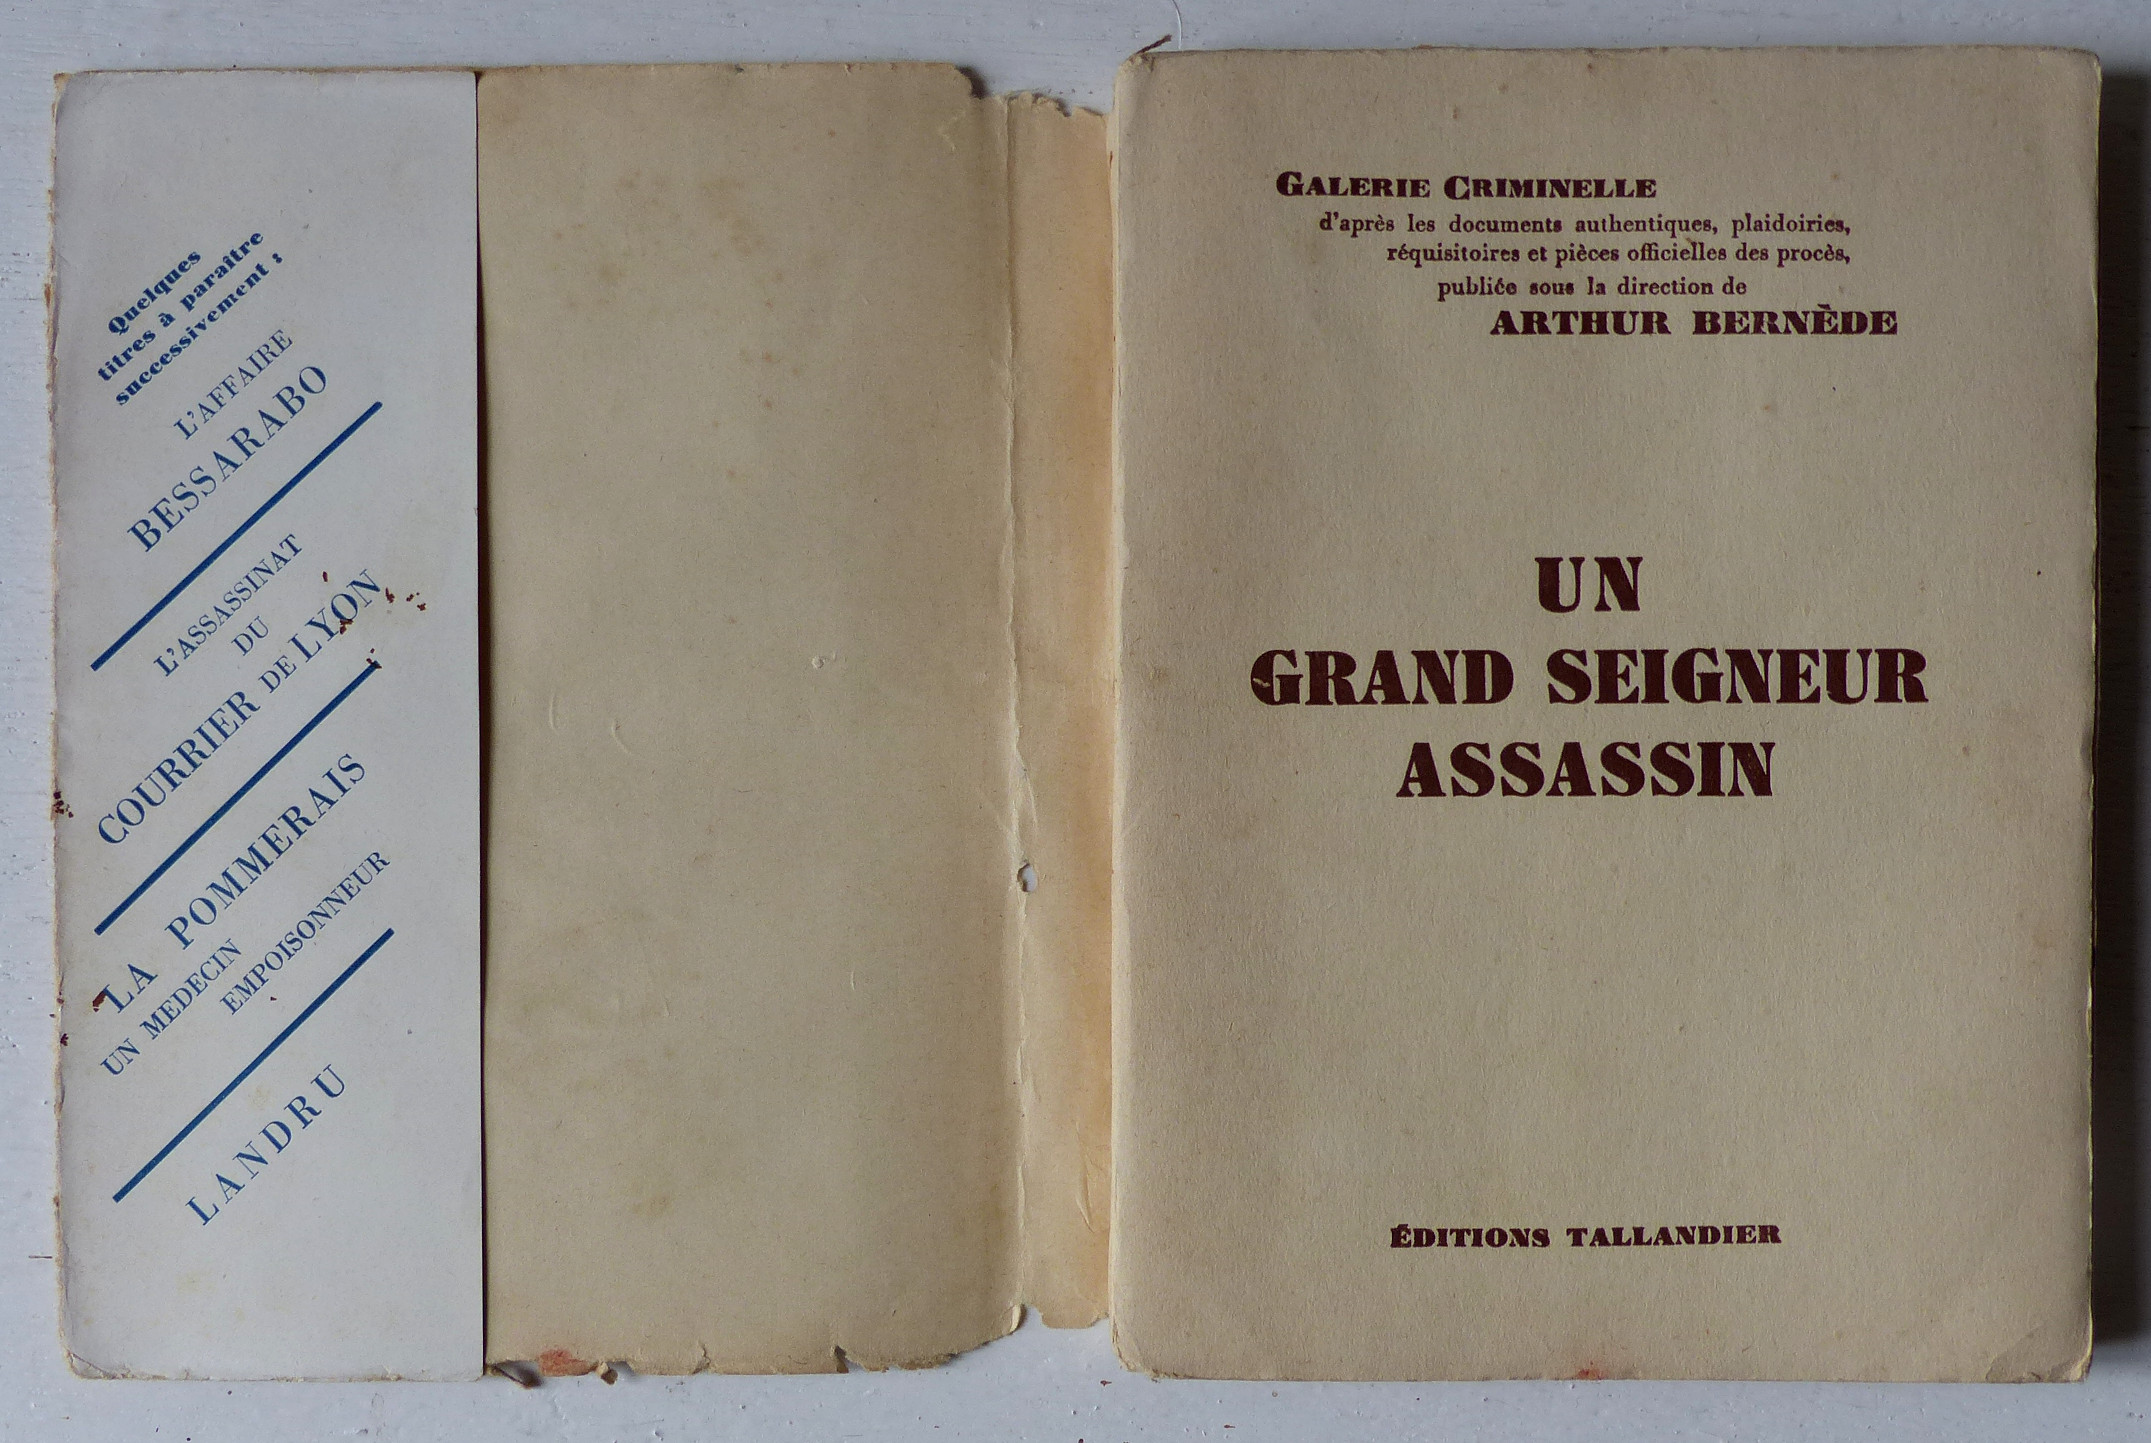 Quelques
titres à paraître
successivement :
L'AFFAIRE
BESSARABO
L'ASSASSINAT
DU
COURRIER DE LYON
LA POMMERAIS
UN MEDECIN
EMPOISONNEUR
LANDRU
GALERIE CRIMINELLE
d'après les documents authentiques, plaidoiries,
réquisitoires et pièces officielles des procès,
publiée sous la direction de
ARTHUR BERNÈDE
UN
GRAND SEIGNEUR
ASSASSIN
ÉDITIONS TALLANDIER